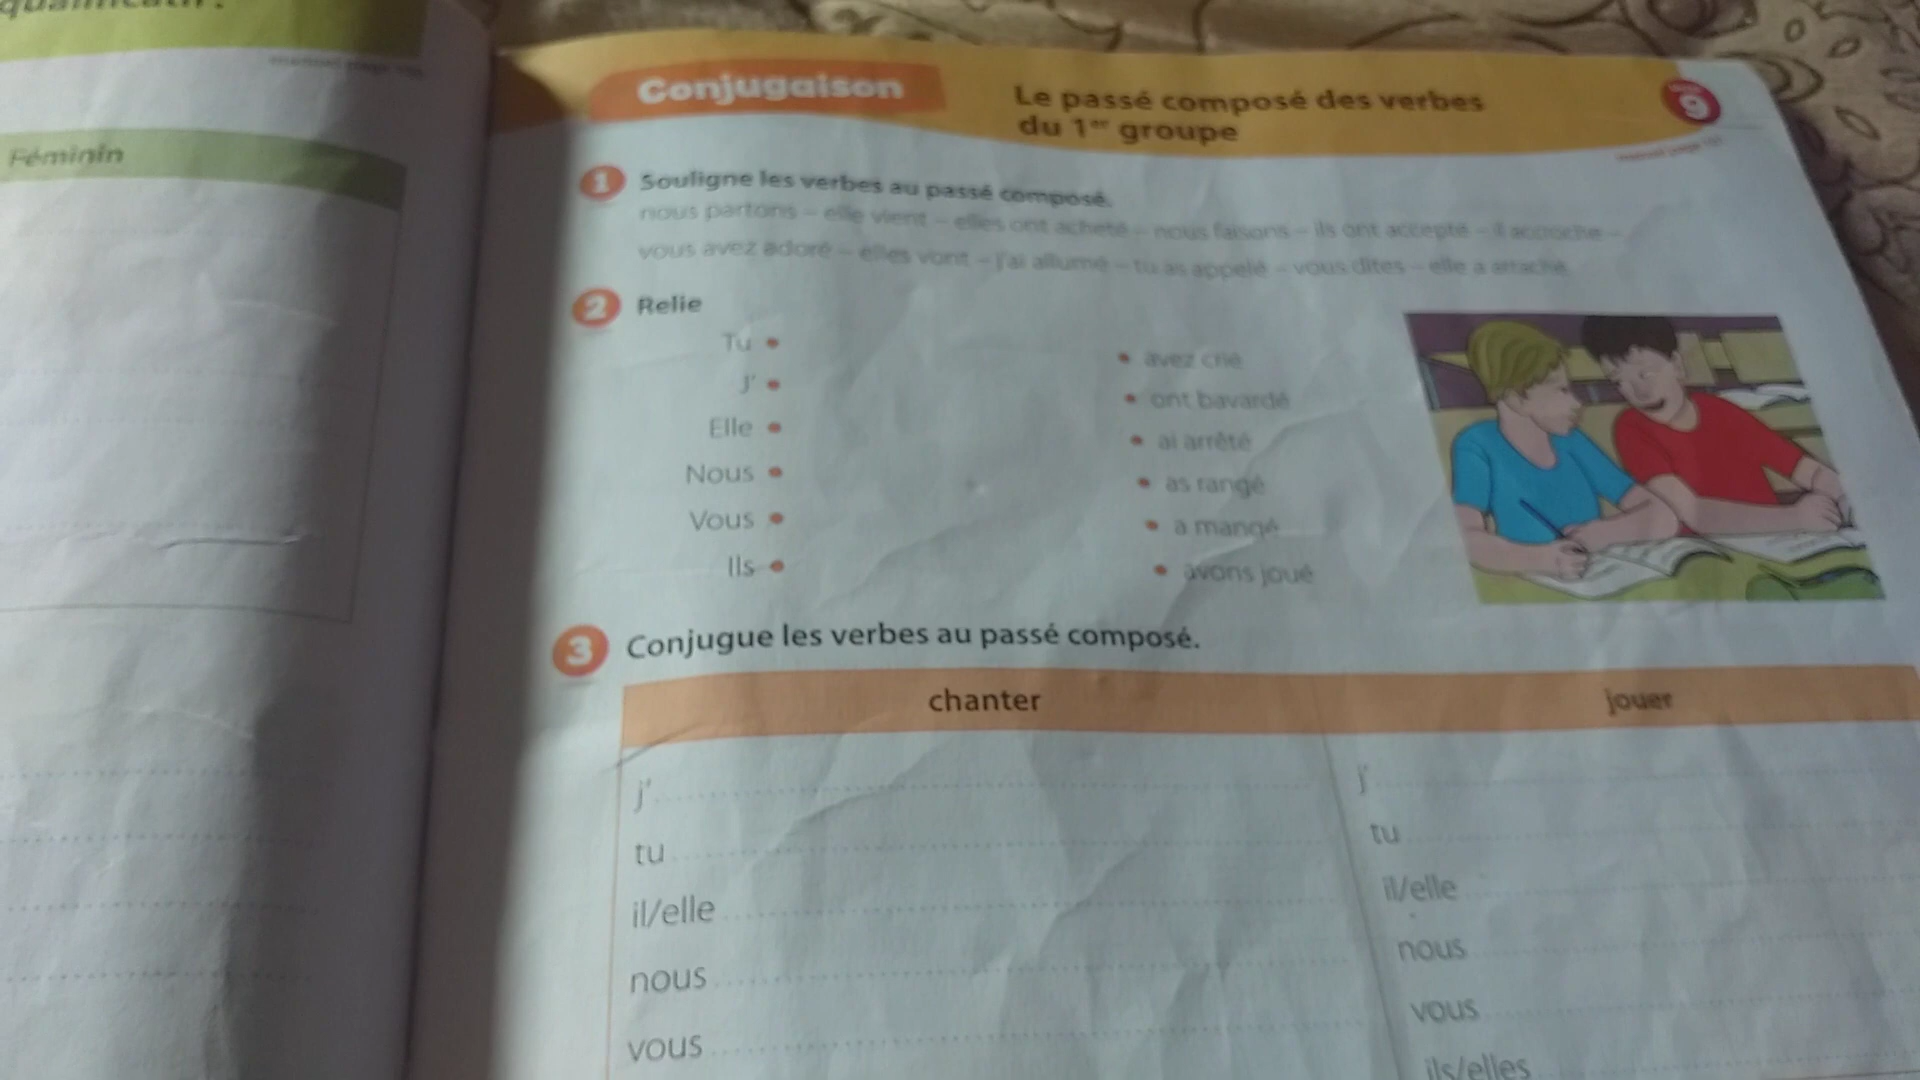 Féminin
Conjugaison
Le passé composé des verbes
du 1er groupe
9
1 Souligne les verbes au passé composé.
nous partons – elle vient – elles ont acheté – nous faisons – ils ont accepté – il accroche –
vous avez adoré – elles vont – j'ai allumé – tu as appelé – vous dites – elle a attaché
2 Relie
Tu • • avez crié
J' • • ont bavardé
Elle • • ai arrêté
Nous • • as rangé
Vous • • a mangé
Ils • • avons joué
3 Conjugue les verbes au passé composé.
chanter jouer
j' j'
tu tu
il/elle il/elle
nous nous
vous vous
ils/elles